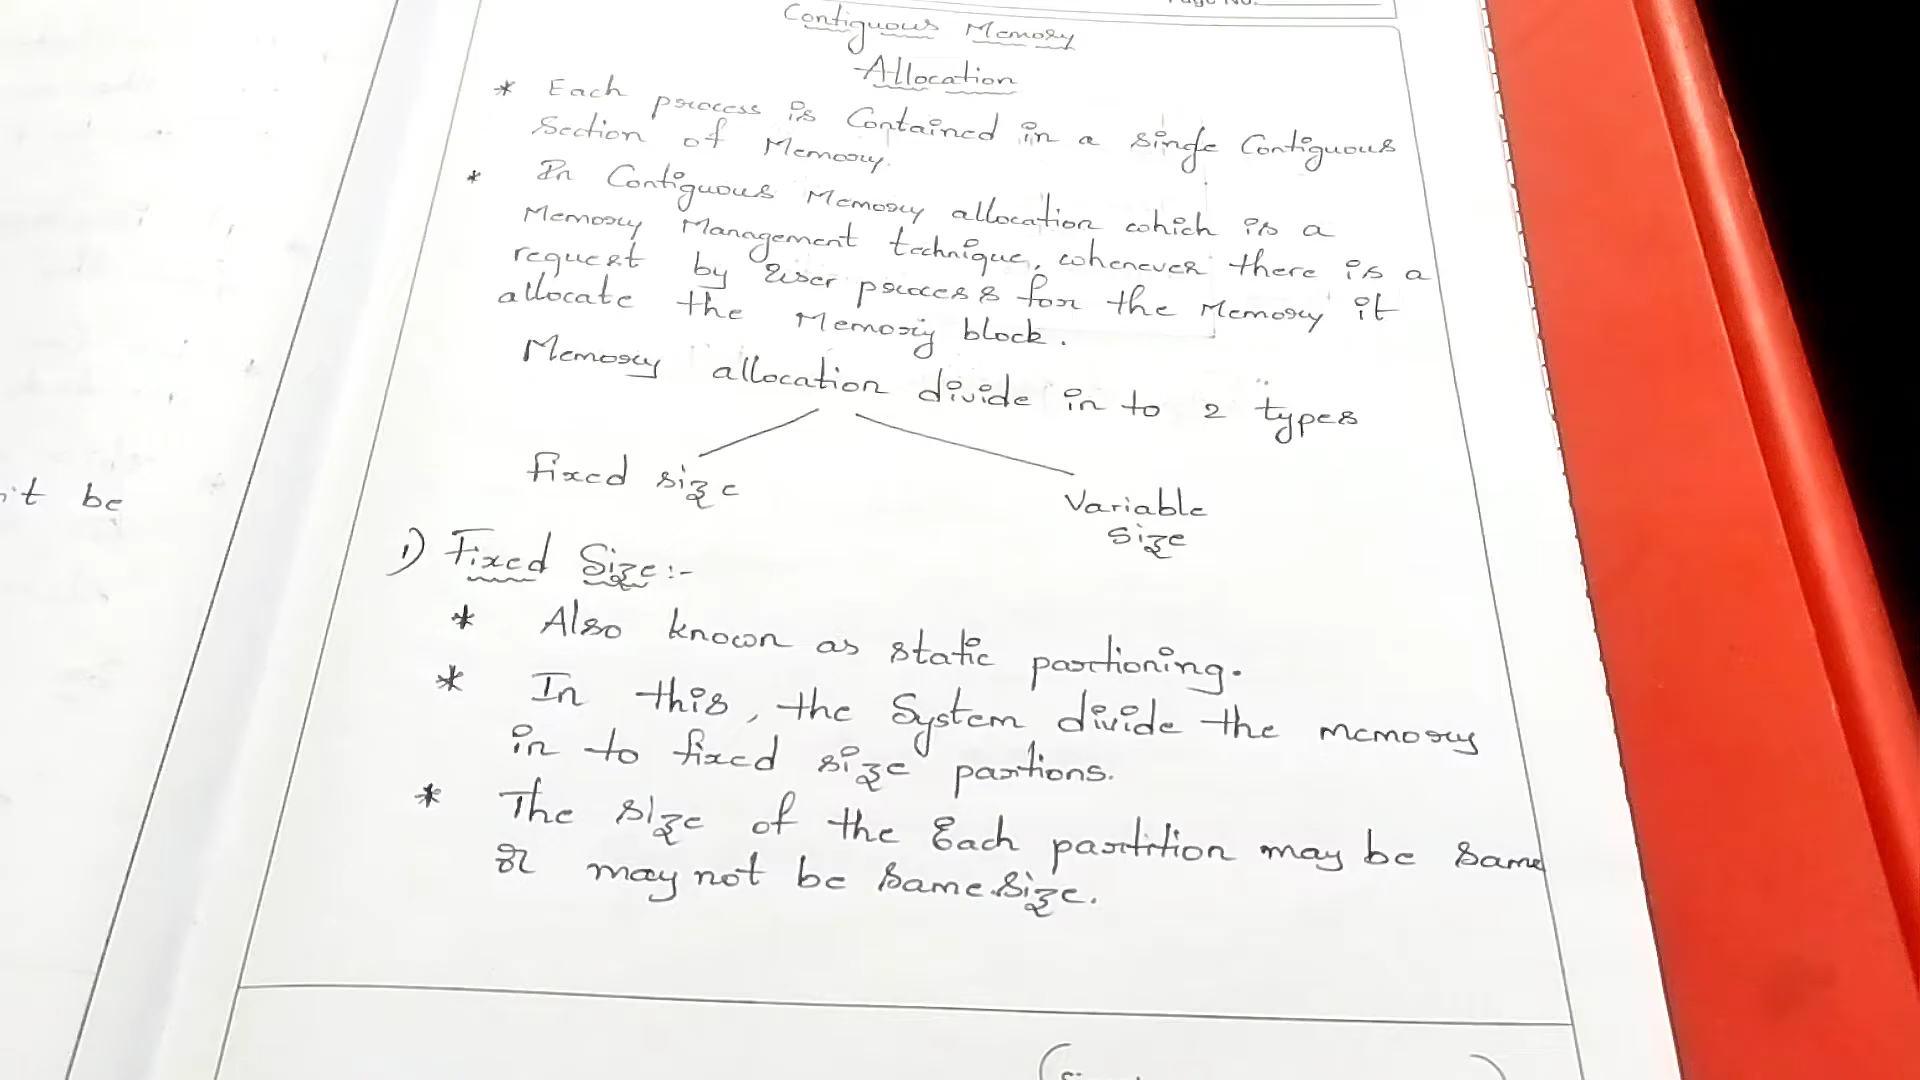 Page No.
Contiguous Memory
Allocation
* Each process is Contained in a single Contiguous
Section of Memory.
* In Contiguous Memory allocation which is a
Memory Management technique, whenever there is a
request by user process for the Memory it
allocate the Memory block.
Memory allocation divide in to 2 types
fixed size
Variable
size
1) Fixed Size:-
* Also known as static partioning.
* In this, the System divide the memory
in to fixed size partions.
* The size of the Each partition may be same
or may not be same size.
it be